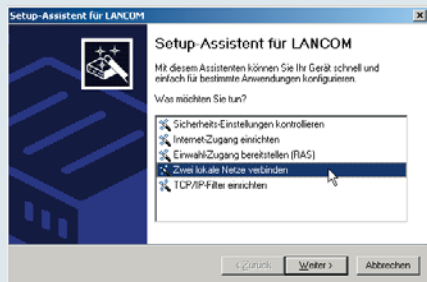 Setup-Assistent für LANCOM
Setup-Assistent für LANCOM
Mit diesem Assistenten können Sie Ihr Gerät schnell und
einfach für bestimmte Anwendungen konfigurieren.
Was möchten Sie tun?
Sicherheits-Einstellungen kontrollieren
Internet-Zugang einrichten
Einwahl-Zugang bereitstellen (RAS)
Zwei lokale Netze verbinden
TCP/IP-Filter einrichten
< Zurück
Weiter >
Abbrechen